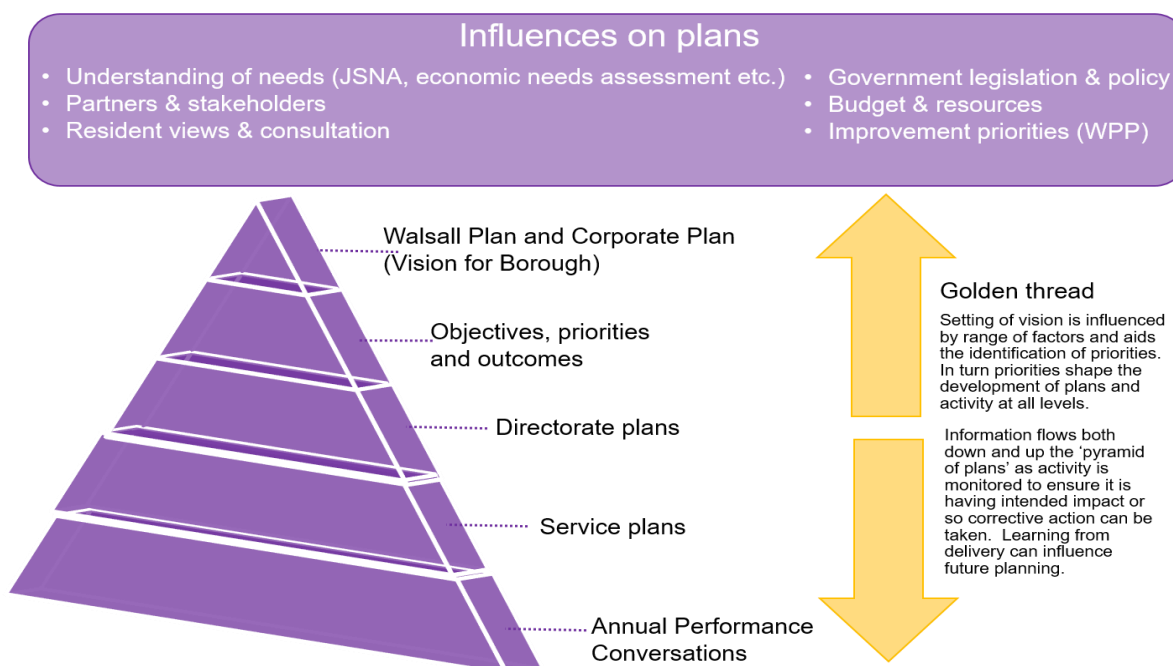 Influences on plans
• Understanding of needs (JSNA, economic needs assessment etc.)
• Partners & stakeholders
• Resident views & consultation
• Government legislation & policy
• Budget & resources
• Improvement priorities (WPP)
Walsall Plan and Corporate Plan
(Vision for Borough)
Objectives, priorities
and outcomes
Directorate plans
Service plans
Annual Performance
Conversations
Golden thread
Setting of vision is influenced
by range of factors and aids
the identification of priorities.
In turn priorities shape the
development of plans and
activity at all levels.
Information flows both
down and up the ‘pyramid
of plans’ as activity is
monitored to ensure it is
having intended impact or
so corrective action can be
taken.  Learning from
delivery can influence
future planning.